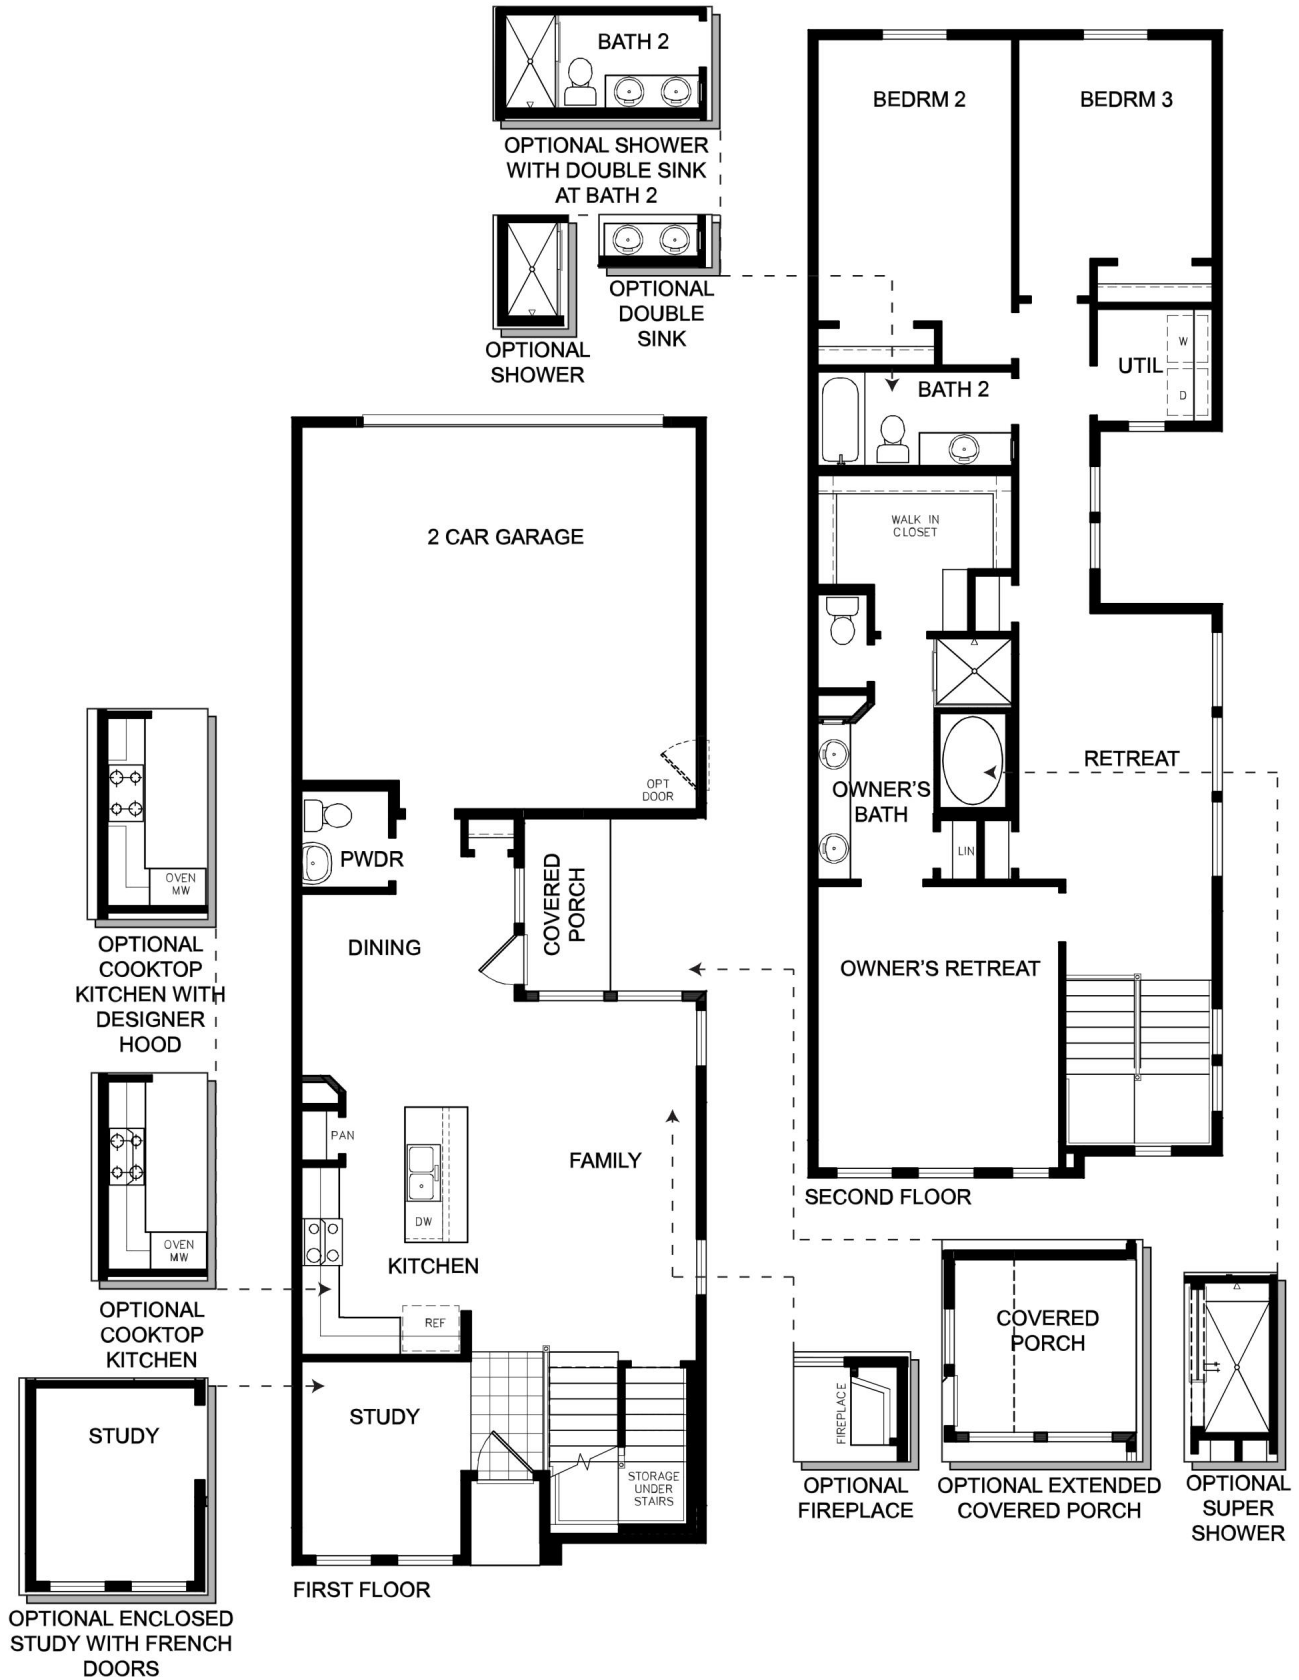 BATH 2
OPTIONAL SHOWER
WITH DOUBLE SINK
AT BATH 2
OPTIONAL
SHOWER
OPTIONAL
DOUBLE
SINK
BEDRM 2
BEDRM 3
W
UTIL
D
BATH 2
WALK IN
CLOSET
RETREAT
OWNER'S
BATH
LIN
OWNER'S RETREAT
SECOND FLOOR
2 CAR GARAGE
OPT
DOOR
PWDR
COVERED
PORCH
DINING
PAN
FAMILY
DW
KITCHEN
REF
STUDY
STORAGE
UNDER
STAIRS
FIRST FLOOR
OVEN
MW
OPTIONAL
COOKTOP
KITCHEN WITH
DESIGNER
HOOD
OVEN
MW
OPTIONAL
COOKTOP
KITCHEN
STUDY
OPTIONAL ENCLOSED
STUDY WITH FRENCH
DOORS
FIREPLACE
OPTIONAL
FIREPLACE
COVERED
PORCH
OPTIONAL EXTENDED
COVERED PORCH
OPTIONAL
SUPER
SHOWER